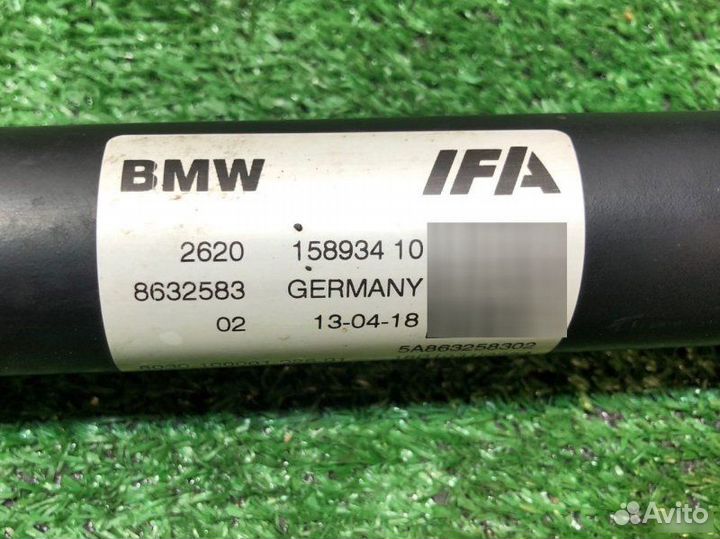 BMW IFA
2620 158934 10
8632583 GERMANY
02 13-04-18
5A863258302
Avito